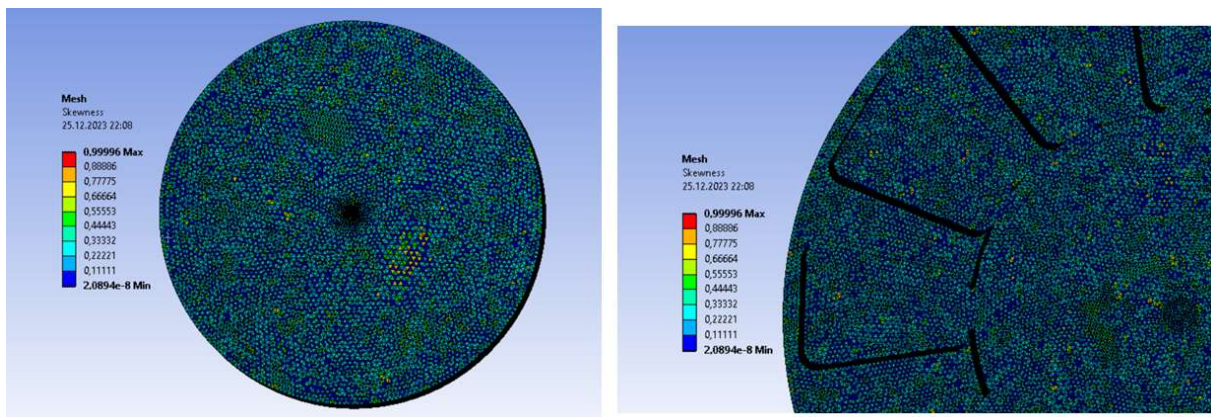 Mesh
Skewness
25.12.2023 22:08
0,99996 Max
0,88886
0,77775
0,66664
0,55553
0,44443
0,33332
0,22221
0,11111
2,0894e-8 Min
Mesh
Skewness
25.12.2023 22:08
0,99996 Max
0,88886
0,77775
0,66664
0,55553
0,44443
0,33332
0,22221
0,11111
2,0894e-8 Min